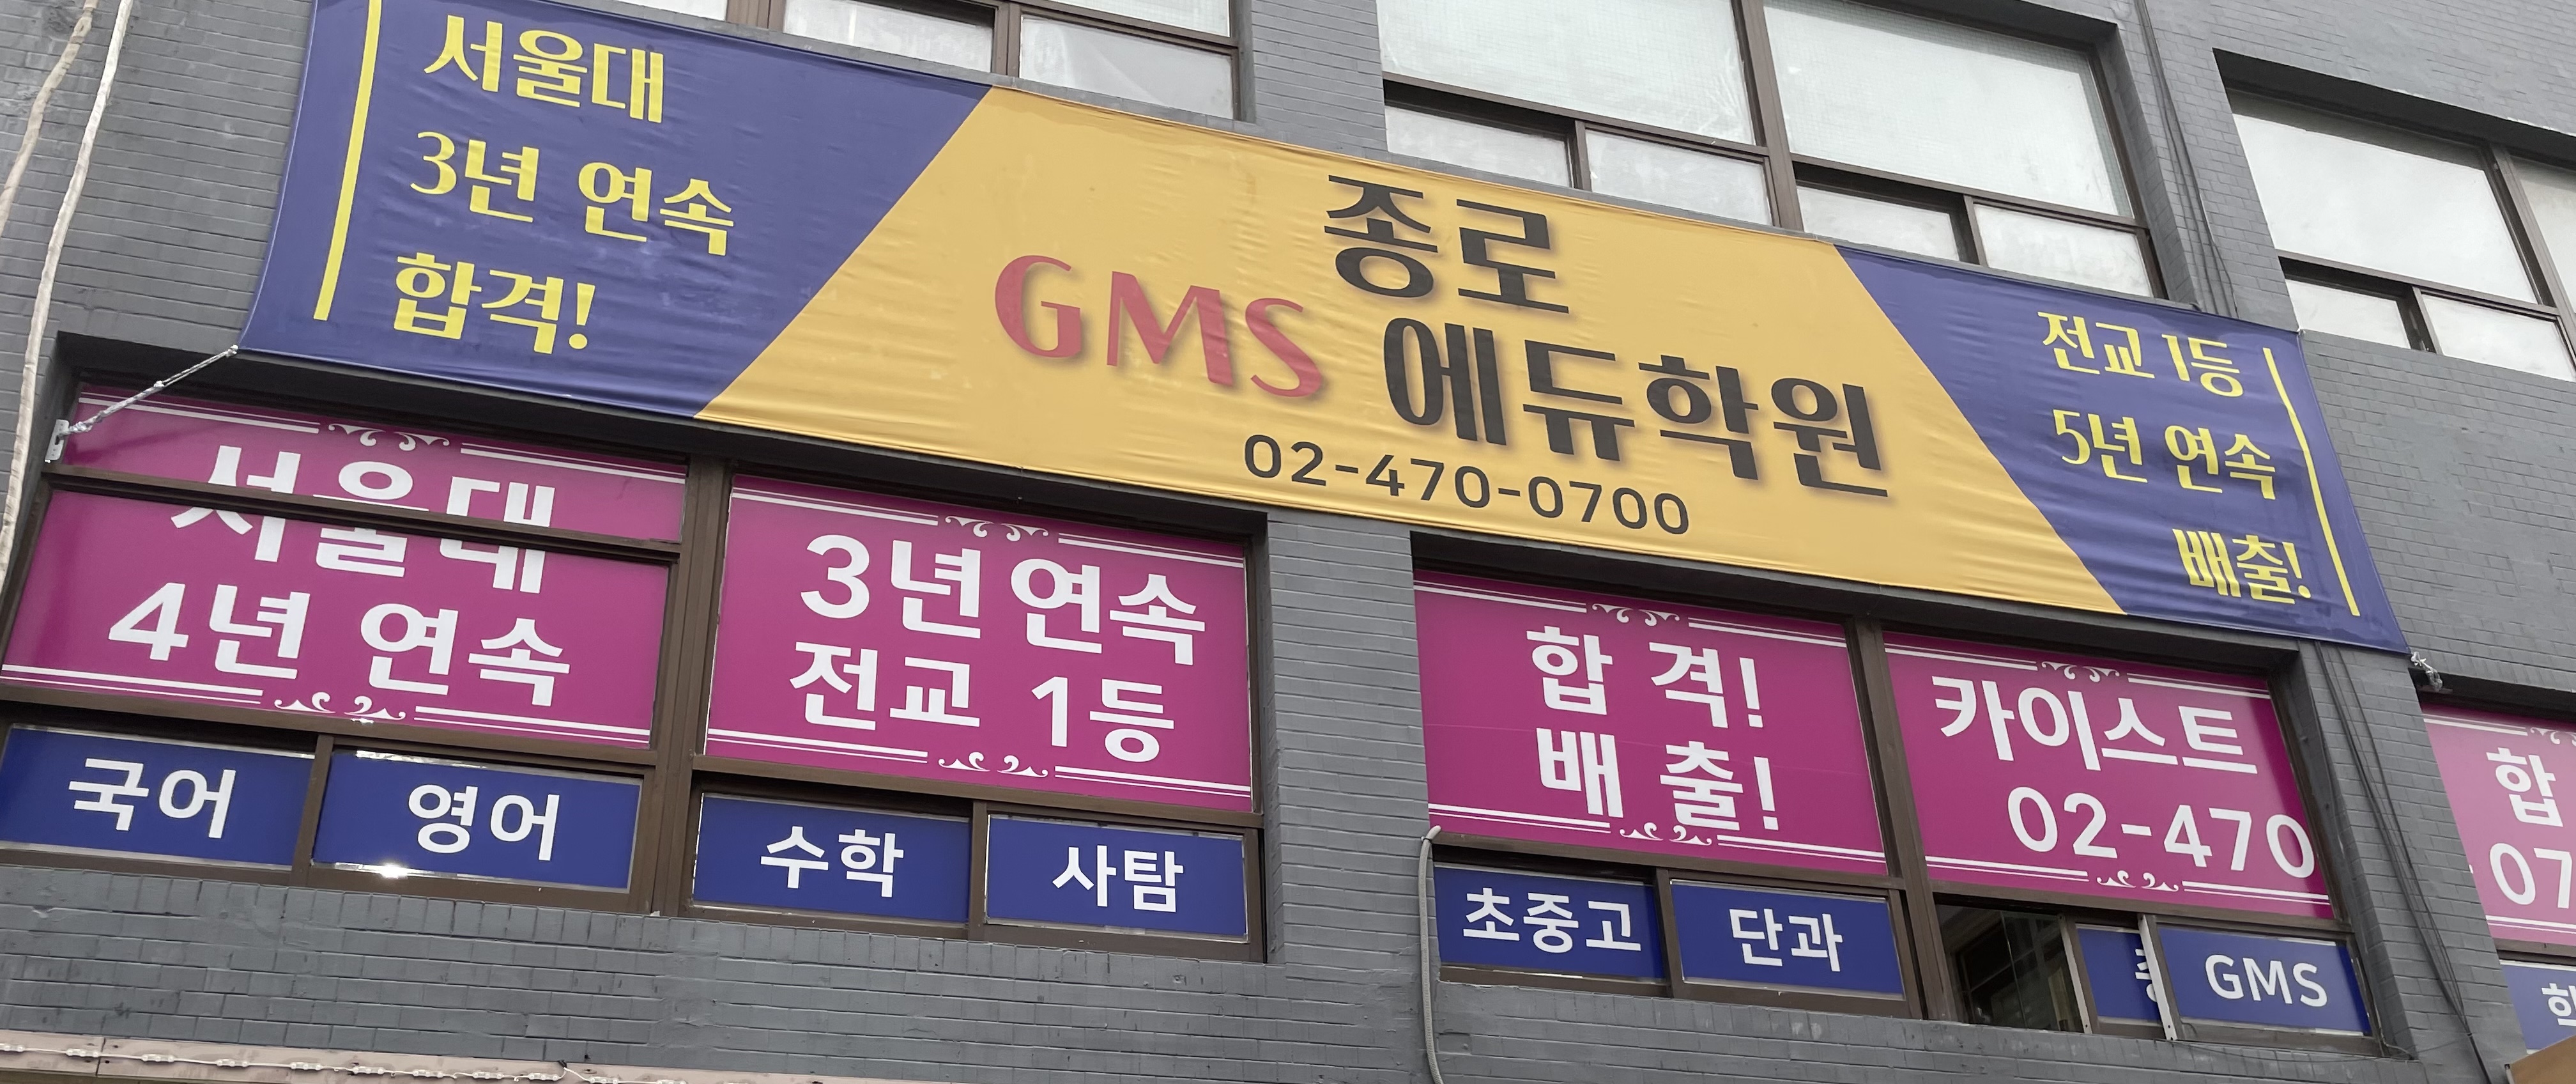 서울대
3년 연속
합격!
종로
GMS 에듀학원
02-470-0700
전교 1등
5년 연속
배출!
서울대
4년 연속
3년 연속
전교 1등
합 격!
배 출!
카이스트
02-470
합
07
국어
영어
수학
사탐
초중고
단과
GMS